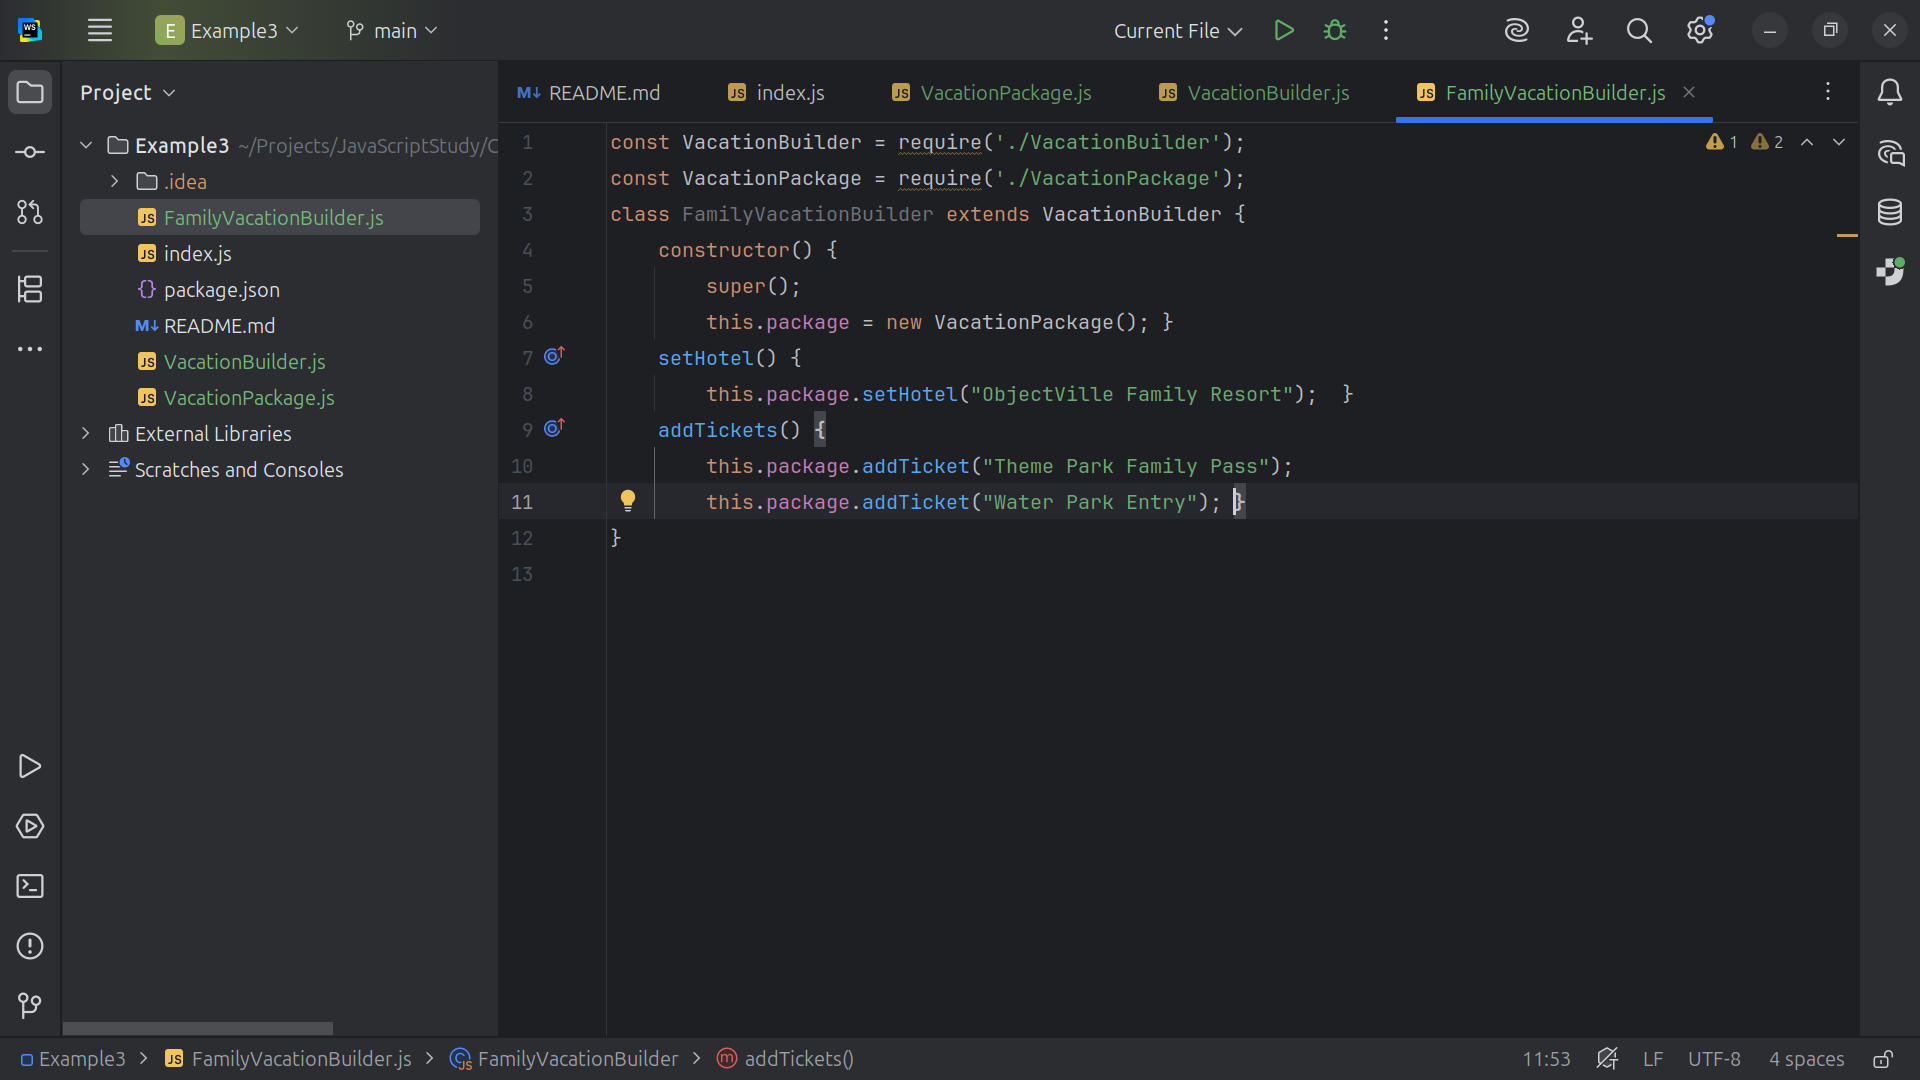 WS
E Example3
main
Current File
Project
README.md
index.js
VacationPackage.js
VacationBuilder.js
FamilyVacationBuilder.js
Example3 ~/Projects/JavaScriptStudy/C
.idea
FamilyVacationBuilder.js
index.js
package.json
README.md
VacationBuilder.js
VacationPackage.js
External Libraries
Scratches and Consoles
1 const VacationBuilder = require('./VacationBuilder');
2 const VacationPackage = require('./VacationPackage');
3 class FamilyVacationBuilder extends VacationBuilder {
4 constructor() {
5 super();
6 this.package = new VacationPackage(); }
7 setHotel() {
8 this.package.setHotel("ObjectVille Family Resort");  }
9 addTickets() {
10 this.package.addTicket("Theme Park Family Pass");
11 this.package.addTicket("Water Park Entry"); }
12 }
13
1 2
Example3 > JS FamilyVacationBuilder.js > FamilyVacationBuilder > m addTickets()
11:53 LF UTF-8 4 spaces